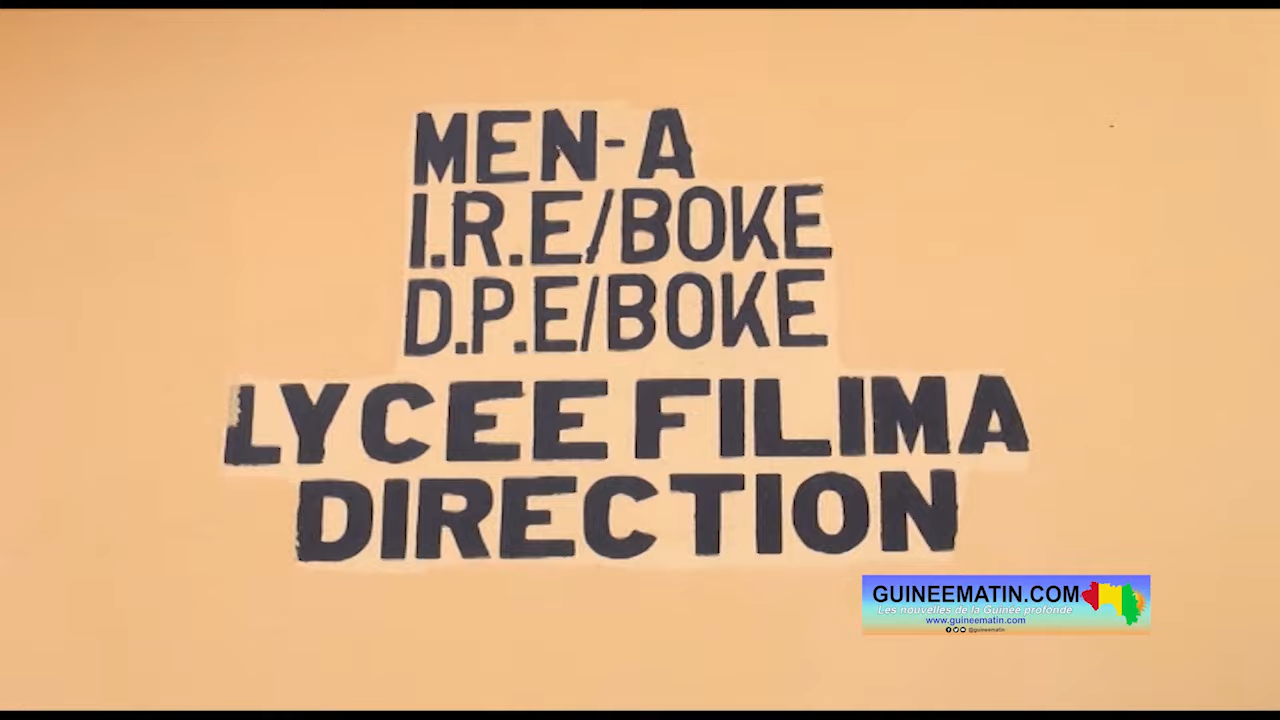 MEN-A
I.R.E/BOKE
D.P.E/BOKE
LYCEE FILIMA
DIRECTION
GUINEEMATIN.COM
Les nouvelles de la Guinée profonde
www.guineematin.com
@guineematin